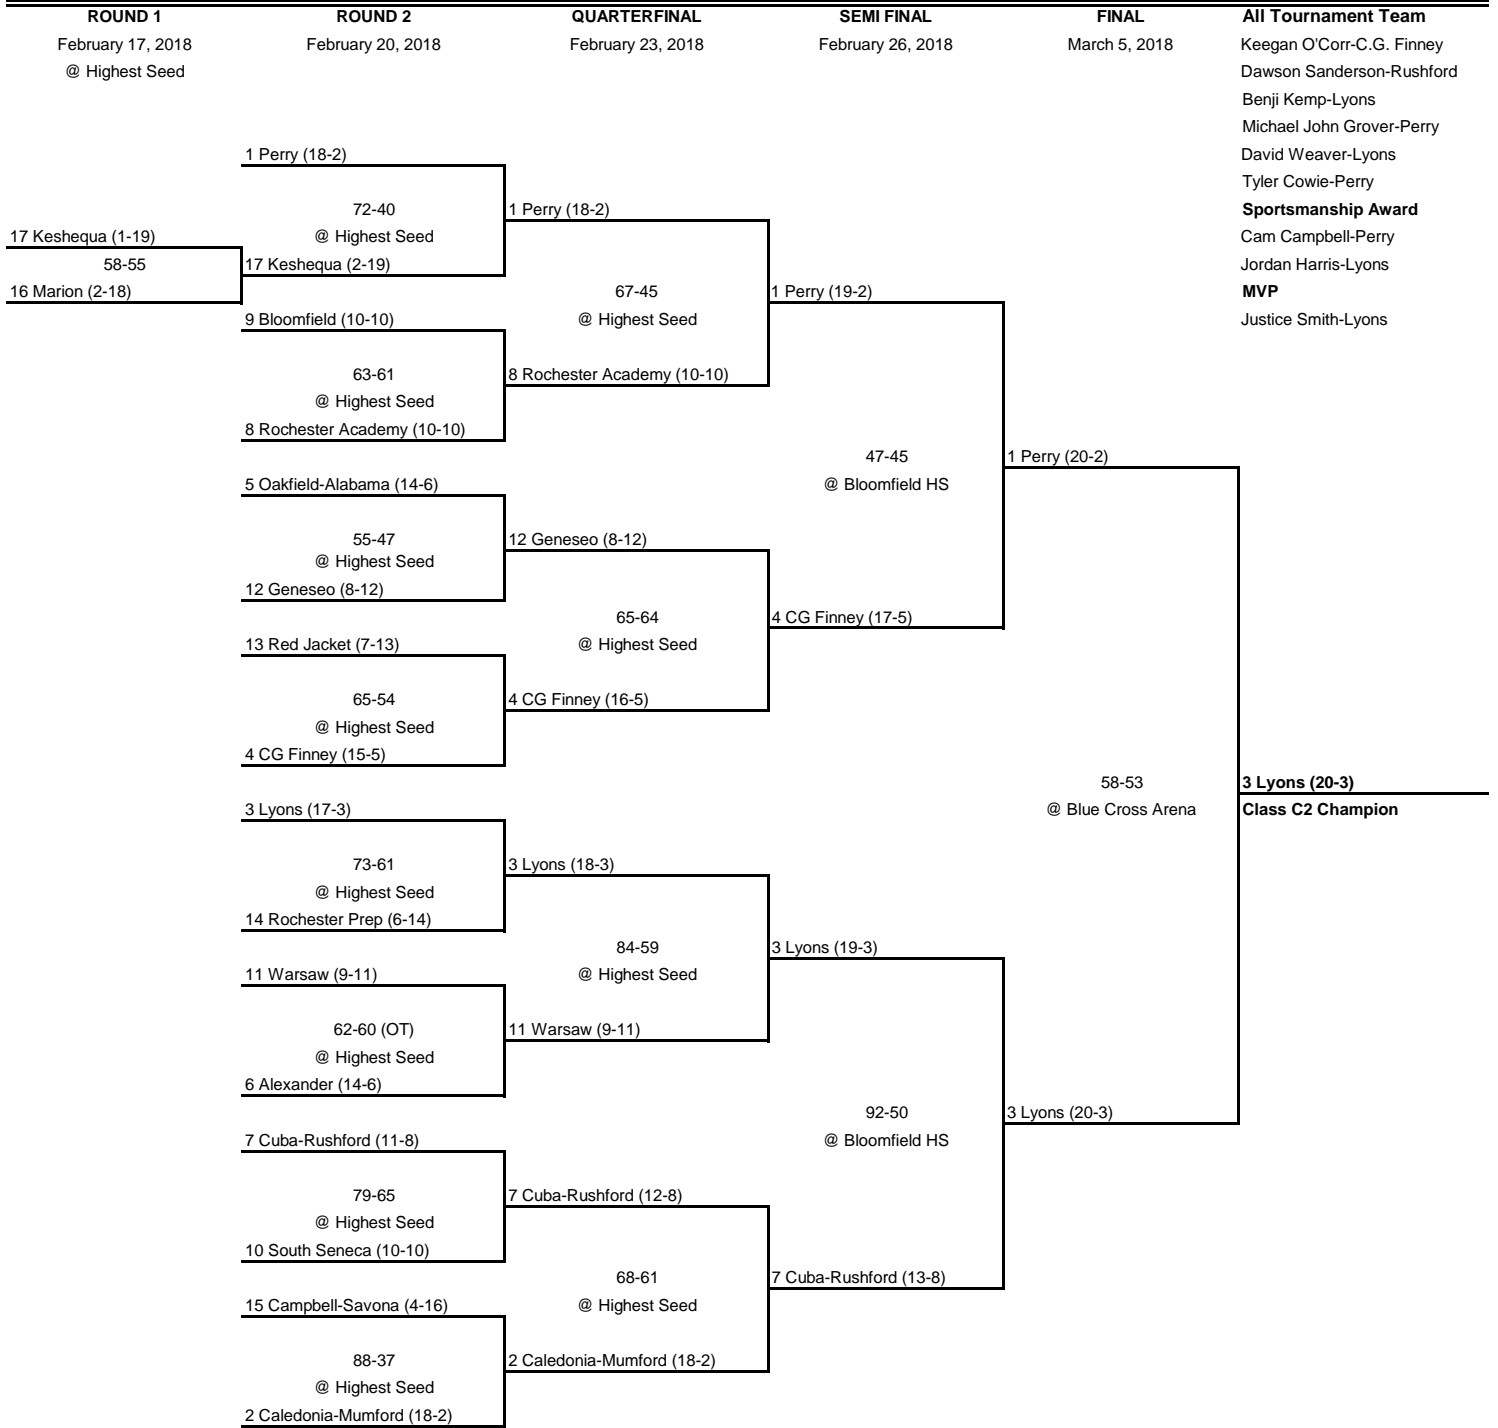 ROUND 1
February 17, 2018
@ Highest Seed
17 Keshequa (1-19)
58-55
16 Marion (2-18)
ROUND 2
February 20, 2018
1 Perry (18-2)
72-40
@ Highest Seed
17 Keshequa (2-19)
9 Bloomfield (10-10)
63-61
@ Highest Seed
8 Rochester Academy (10-10)
5 Oakfield-Alabama (14-6)
55-47
@ Highest Seed
12 Geneseo (8-12)
13 Red Jacket (7-13)
65-54
@ Highest Seed
4 CG Finney (15-5)
3 Lyons (17-3)
73-61
@ Highest Seed
14 Rochester Prep (6-14)
11 Warsaw (9-11)
62-60 (OT)
@ Highest Seed
6 Alexander (14-6)
7 Cuba-Rushford (11-8)
79-65
@ Highest Seed
10 South Seneca (10-10)
15 Campbell-Savona (4-16)
88-37
@ Highest Seed
2 Caledonia-Mumford (18-2)
QUARTERFINAL
February 23, 2018
1 Perry (18-2)
67-45
@ Highest Seed
8 Rochester Academy (10-10)
12 Geneseo (8-12)
65-64
@ Highest Seed
4 CG Finney (16-5)
3 Lyons (18-3)
84-59
@ Highest Seed
11 Warsaw (9-11)
7 Cuba-Rushford (12-8)
68-61
@ Highest Seed
2 Caledonia-Mumford (18-2)
SEMI FINAL
February 26, 2018
1 Perry (19-2)
47-45
@ Bloomfield HS
4 CG Finney (17-5)
3 Lyons (19-3)
92-50
@ Bloomfield HS
7 Cuba-Rushford (13-8)
FINAL
March 5, 2018
1 Perry (20-2)
58-53
@ Blue Cross Arena
3 Lyons (20-3)
All Tournament Team
Keegan O'Corr-C.G. Finney
Dawson Sanderson-Rushford
Benji Kemp-Lyons
Michael John Grover-Perry
David Weaver-Lyons
Tyler Cowie-Perry
Sportsmanship Award
Cam Campbell-Perry
Jordan Harris-Lyons
MVP
Justice Smith-Lyons
3 Lyons (20-3)
Class C2 Champion